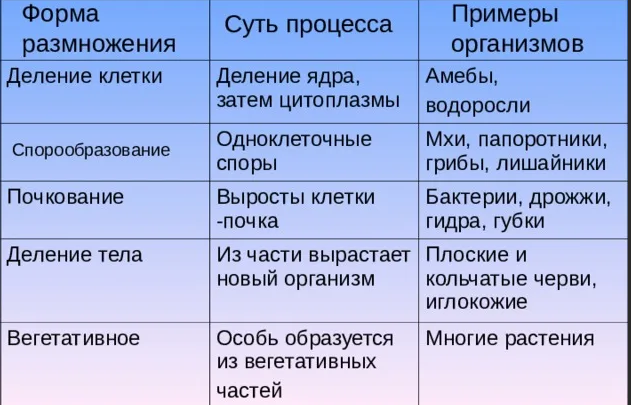 Форма
размножения
Суть процесса
Примеры
организмов
Деление клетки
Деление ядра,
затем цитоплазмы
Амебы,
водоросли
Спорообразование
Одноклеточные
споры
Мхи, папоротники,
грибы, лишайники
Почкование
Выросты клетки
-почка
Бактерии, дрожжи,
гидра, губки
Деление тела
Из части вырастает
новый организм
Плоские и
кольчатые черви,
иглокожие
Вегетативное
Особь образуется
из вегетативных
частей
Многие растения